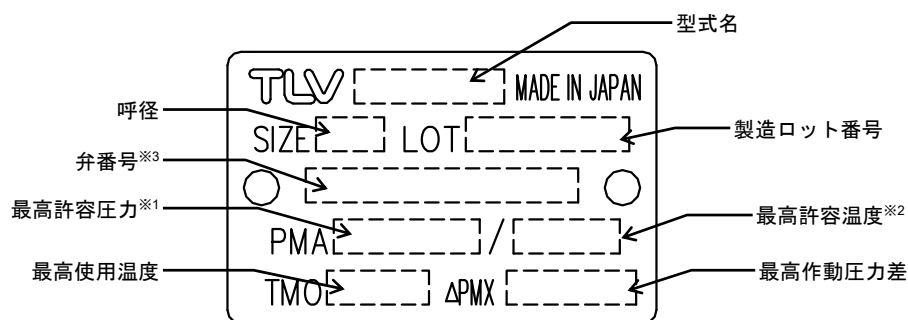 型式名
TLV MADE IN JAPAN
呼径
SIZE LOT
製造ロット番号
弁番号※3
最高許容圧力※1
PMA /
最高許容温度※2
最高使用温度
TMO ΔPMX
最高作動圧力差